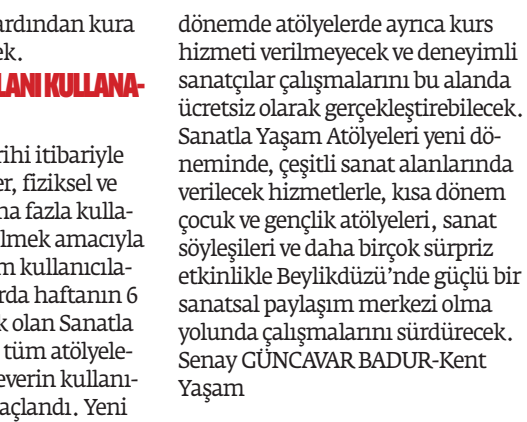 ardından kura
ek.
LANI KULLANA-
rihi itibariyle
er, fiziksel ve
na fazla kulla-
lmek amacıyla
m kullanıcıla-
rda haftanın 6
k olan Sanatla
tüm atölyele-
everin kullanı-
açlandı. Yeni
dönemde atölyelerde ayrıca kurs
hizmeti verilmeyecek ve deneyimli
sanatçılar çalışmalarını bu alanda
ücretsiz olarak gerçekleştirebilecek.
Sanatla Yaşam Atölyeleri yeni dö-
neminde, çeşitli sanat alanlarında
verilecek hizmetlerle, kısa dönem
çocuk ve gençlik atölyeleri, sanat
söyleşileri ve daha birçok sürpriz
etkinlikle Beylikdüzü’nde güçlü bir
sanatsal paylaşım merkezi olma
yolunda çalışmalarını sürdürecek.
Senay GÜNCAVAR BADUR-Kent
Yaşam